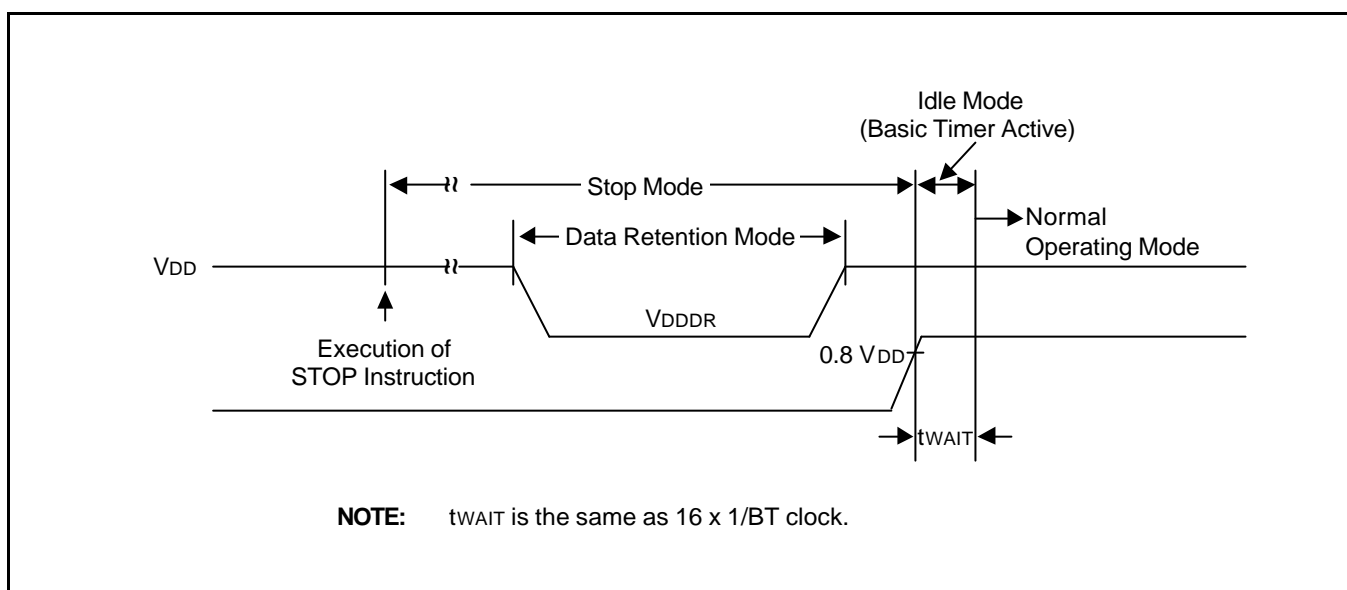 Idle Mode
(Basic Timer Active)
Stop Mode
Data Retention Mode
Normal
Operating Mode
VDD
VDDDR
Execution of
STOP Instruction
0.8 VDD
tWAIT
NOTE: tWAIT is the same as 16 x 1/BT clock.